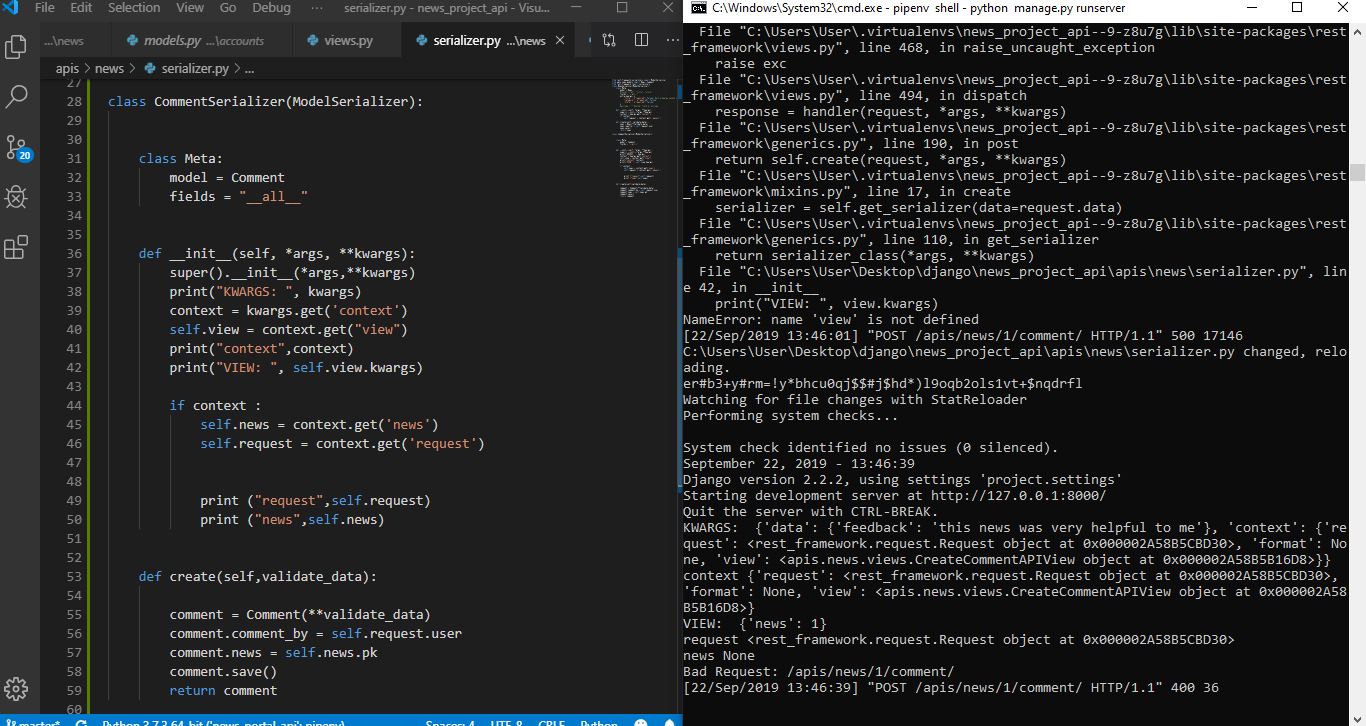 File Edit Selection View Go Debug ··· serializer.py - news_project_api - Visu...
...\news models.py ...\accounts views.py serializer.py ...\news
apis > news > serializer.py > ...
27
28 class CommentSerializer(ModelSerializer):
29
30
31 class Meta:
32 model = Comment
33 fields = "__all__"
34
35
36 def __init__(self, *args, **kwargs):
37 super().__init__(*args,**kwargs)
38 print("KWARGS: ", kwargs)
39 context = kwargs.get('context')
40 self.view = context.get("view")
41 print("context",context)
42 print("VIEW: ", self.view.kwargs)
43
44 if context :
45 self.news = context.get('news')
46 self.request = context.get('request')
47
48
49 print ("request",self.request)
50 print ("news",self.news)
51
52
53 def create(self,validate_data):
54
55 comment = Comment(**validate_data)
56 comment.comment_by = self.request.user
57 comment.news = self.news.pk
58 comment.save()
59 return comment
60
20
master* Python 3.7.3 64-bit ('news_portal_api': pipenv) Spaces: 4 UTF-8 CRLF Python
C:\Windows\System32\cmd.exe - pipenv shell - python manage.py runserver
File "C:\Users\User\.virtualenvs\news_project_api--9-z8u7g\lib\site-packages\rest
_framework\views.py", line 468, in raise_uncaught_exception
raise exc
File "C:\Users\User\.virtualenvs\news_project_api--9-z8u7g\lib\site-packages\rest
_framework\views.py", line 494, in dispatch
response = handler(request, *args, **kwargs)
File "C:\Users\User\.virtualenvs\news_project_api--9-z8u7g\lib\site-packages\rest
_framework\generics.py", line 190, in post
return self.create(request, *args, **kwargs)
File "C:\Users\User\.virtualenvs\news_project_api--9-z8u7g\lib\site-packages\rest
_framework\mixins.py", line 17, in create
serializer = self.get_serializer(data=request.data)
File "C:\Users\User\.virtualenvs\news_project_api--9-z8u7g\lib\site-packages\rest
_framework\generics.py", line 110, in get_serializer
return serializer_class(*args, **kwargs)
File "C:\Users\User\Desktop\django\news_project_api\apis\news\serializer.py", lin
e 42, in __init__
print("VIEW: ", view.kwargs)
NameError: name 'view' is not defined
[22/Sep/2019 13:46:01] "POST /apis/news/1/comment/ HTTP/1.1" 500 17146
C:\Users\User\Desktop\django\news_project_api\apis\news\serializer.py changed, relo
ading.
er#b3+y#rm=!y*bhcu0qj$$#j$hd*)l9oqb2ols1vt+$nqdrfl
Watching for file changes with StatReloader
Performing system checks...
System check identified no issues (0 silenced).
September 22, 2019 - 13:46:39
Django version 2.2.2, using settings 'project.settings'
Starting development server at http://127.0.0.1:8000/
Quit the server with CTRL-BREAK.
KWARGS:  {'data': {'feedback': 'this news was very helpful to me'}, 'context': {'re
quest': <rest_framework.request.Request object at 0x000002A58B5CBD30>, 'format': No
ne, 'view': <apis.news.views.CreateCommentAPIView object at 0x000002A58B5B16D8>}}
context {'request': <rest_framework.request.Request object at 0x000002A58B5CBD30>,
'format': None, 'view': <apis.news.views.CreateCommentAPIView object at 0x000002A58
B5B16D8>}
VIEW:  {'news': 1}
request <rest_framework.request.Request object at 0x000002A58B5CBD30>
news None
Bad Request: /apis/news/1/comment/
[22/Sep/2019 13:46:39] "POST /apis/news/1/comment/ HTTP/1.1" 400 36